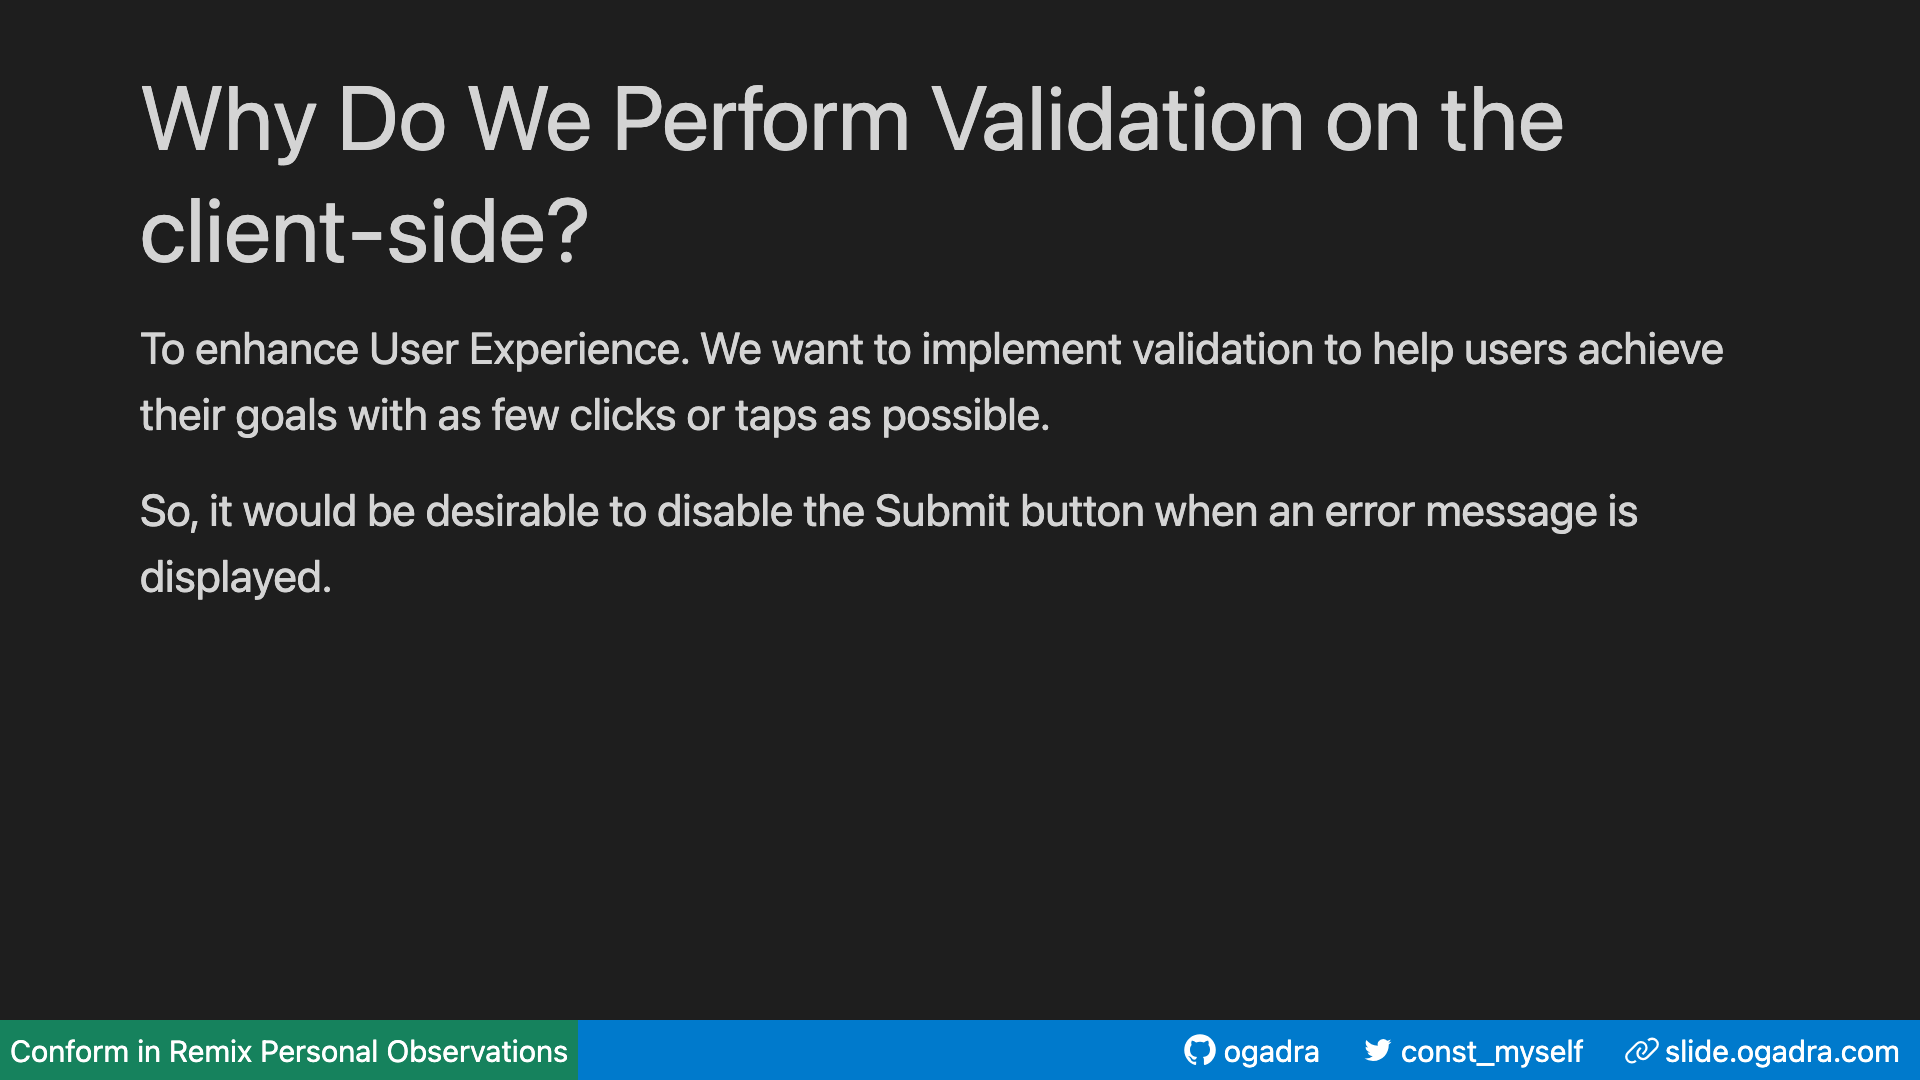 Why Do We Perform Validation on the
client-side?
To enhance User Experience. We want to implement validation to help users achieve
their goals with as few clicks or taps as possible.
So, it would be desirable to disable the Submit button when an error message is
displayed.
Conform in Remix Personal Observations
ogadra
const_myself
slide.ogadra.com